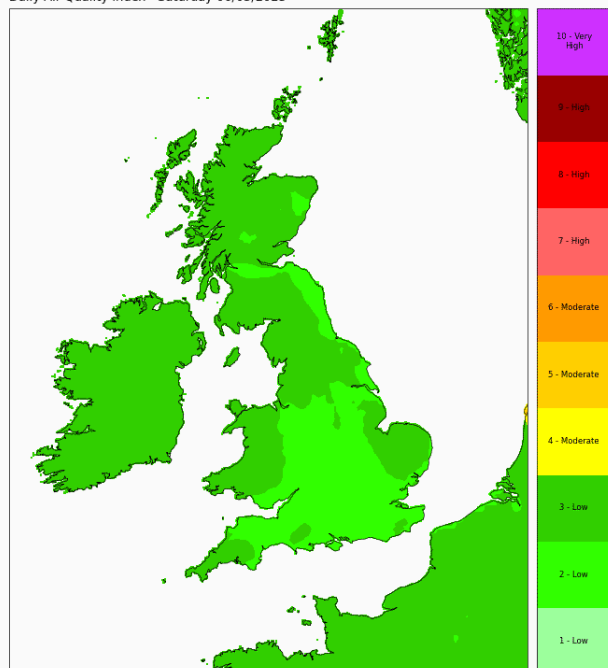 10 - Very
High
9 - High
8 - High
7 - High
6 - Moderate
5 - Moderate
4 - Moderate
3 - Low
2 - Low
1 - Low